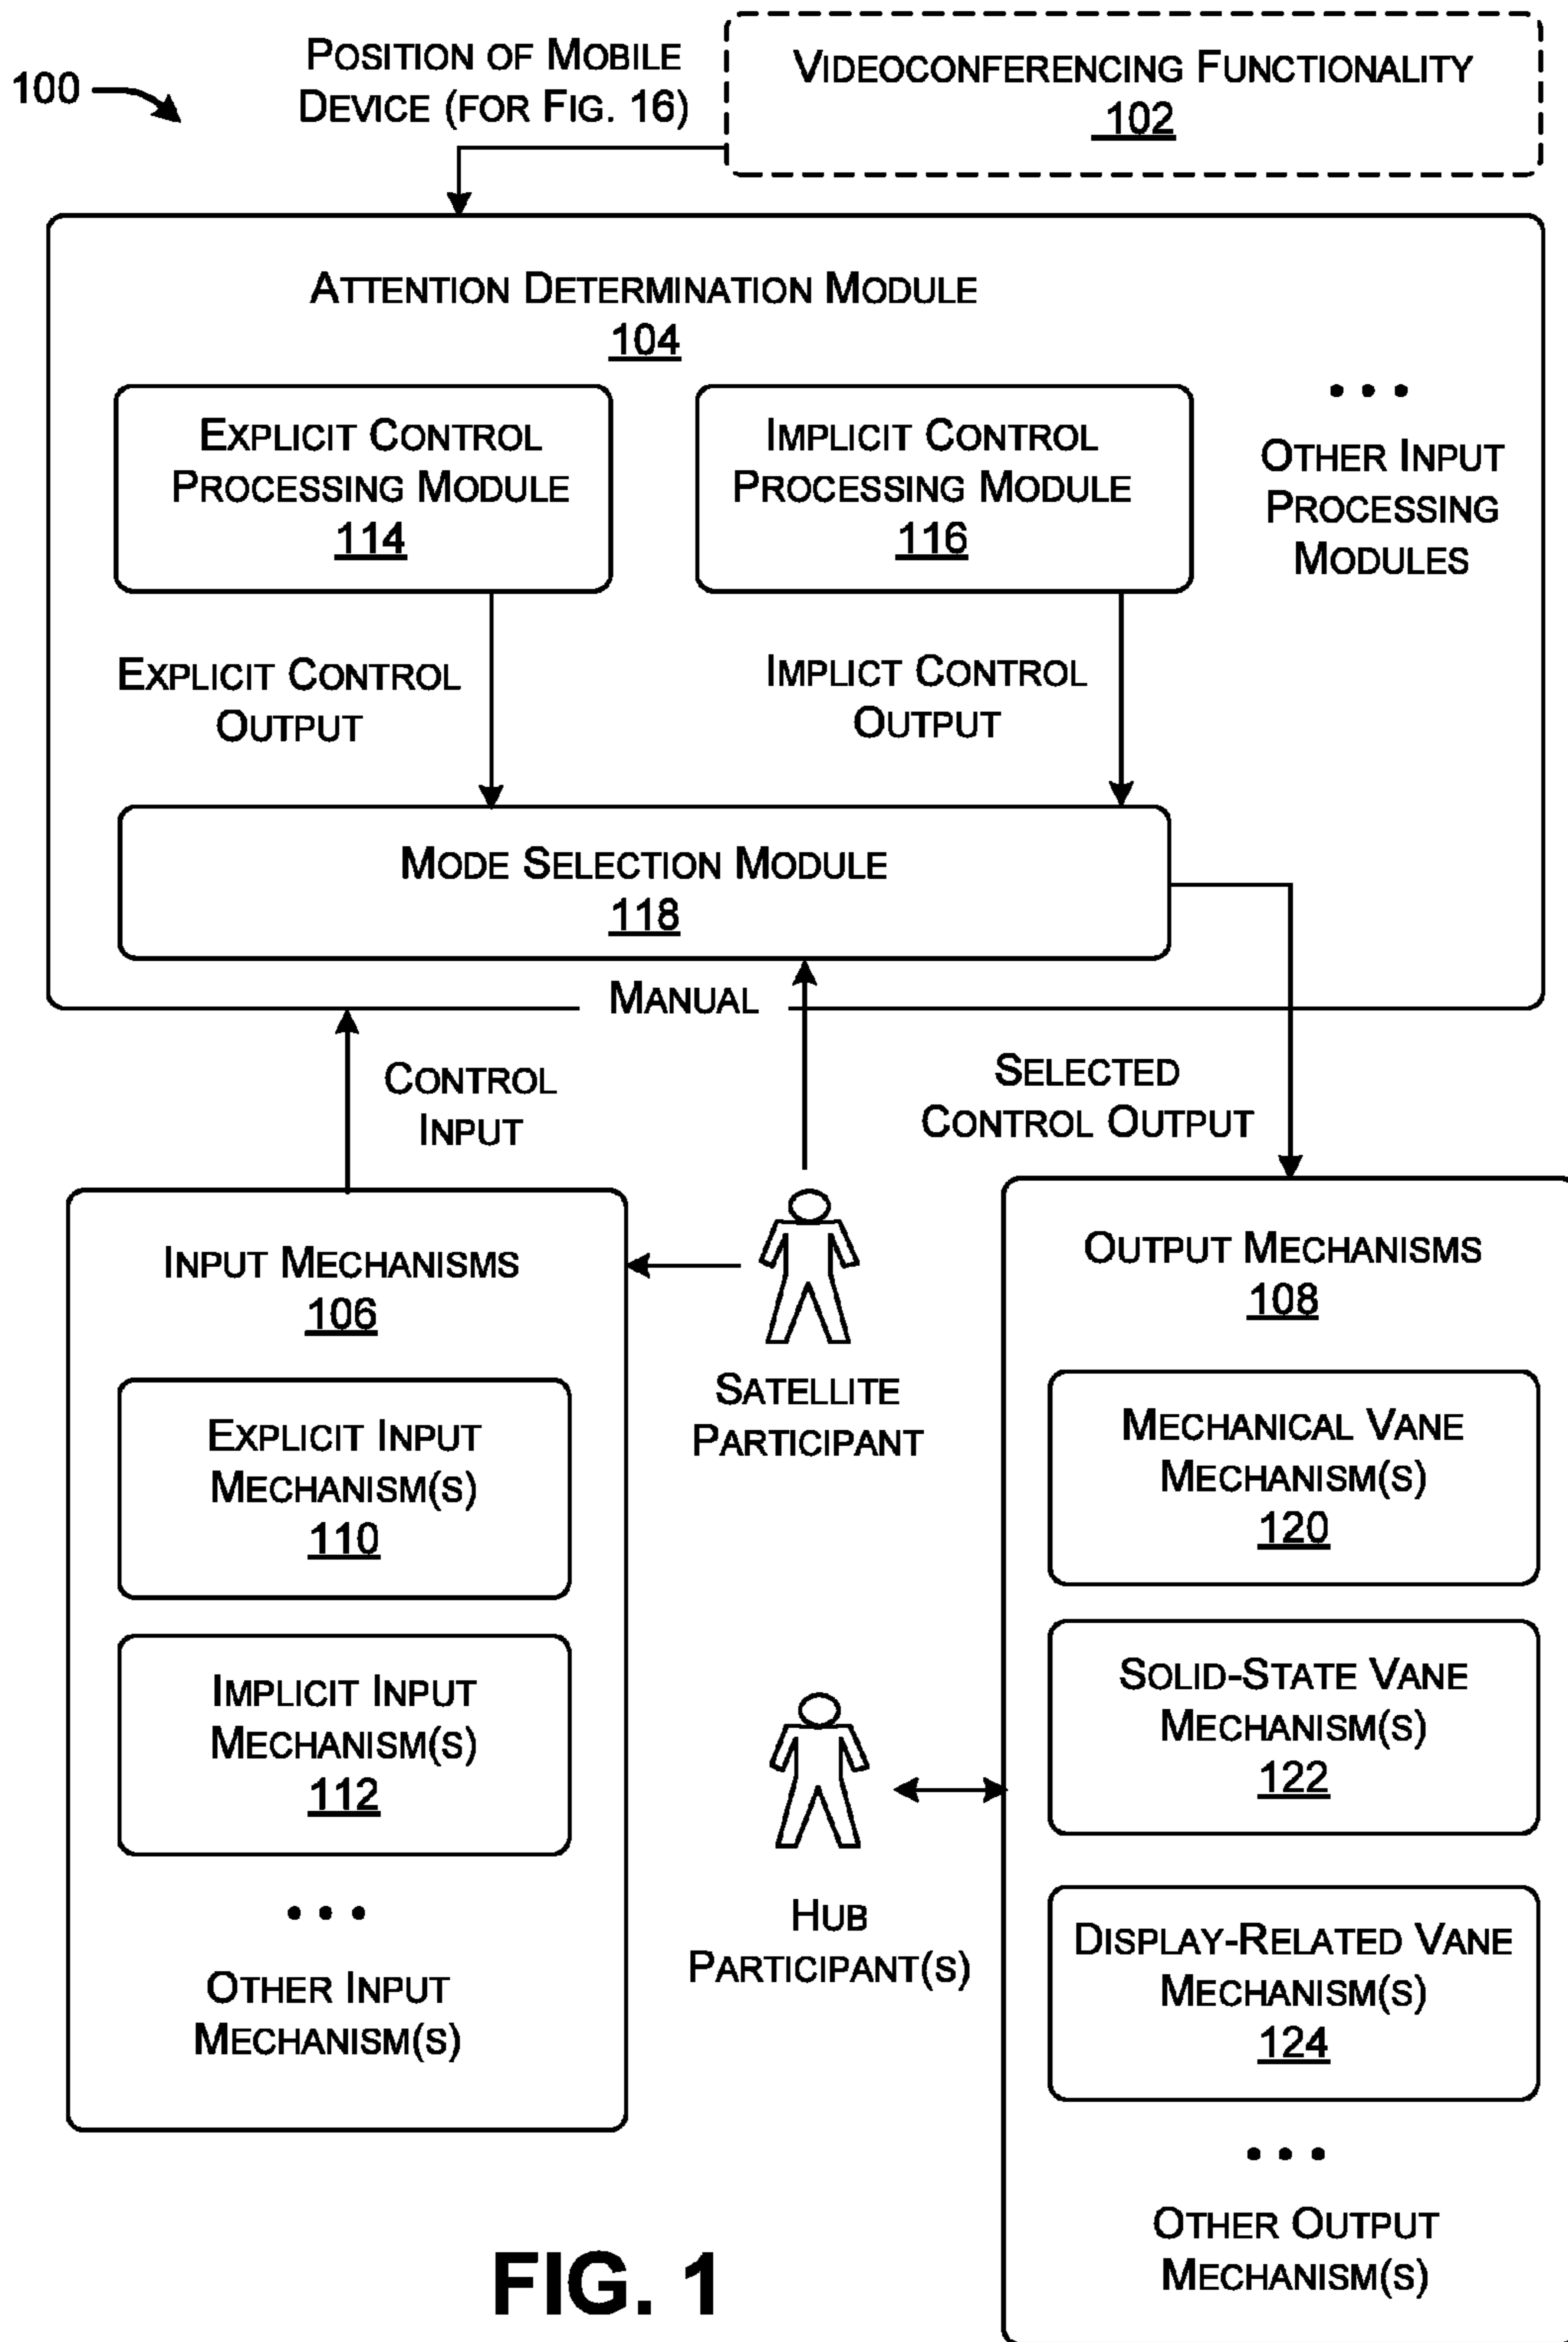 100
POSITION OF MOBILE
DEVICE (FOR FIG. 16)
VIDEOCONFERENCING FUNCTIONALITY
102
ATTENTION DETERMINATION MODULE
104
EXPLICIT CONTROL
PROCESSING MODULE
114
IMPLICIT CONTROL
PROCESSING MODULE
116
• • •
OTHER INPUT
PROCESSING
MODULES
EXPLICIT CONTROL
OUTPUT
IMPLICT CONTROL
OUTPUT
MODE SELECTION MODULE
118
MANUAL
CONTROL
INPUT
SELECTED
CONTROL OUTPUT
INPUT MECHANISMS
106
EXPLICIT INPUT
MECHANISM(S)
110
IMPLICIT INPUT
MECHANISM(S)
112
• • •
OTHER INPUT
MECHANISM(S)
SATELLITE
PARTICIPANT
HUB
PARTICIPANT(S)
OUTPUT MECHANISMS
108
MECHANICAL VANE
MECHANISM(S)
120
SOLID-STATE VANE
MECHANISM(S)
122
DISPLAY-RELATED VANE
MECHANISM(S)
124
• • •
OTHER OUTPUT
MECHANISM(S)
FIG. 1